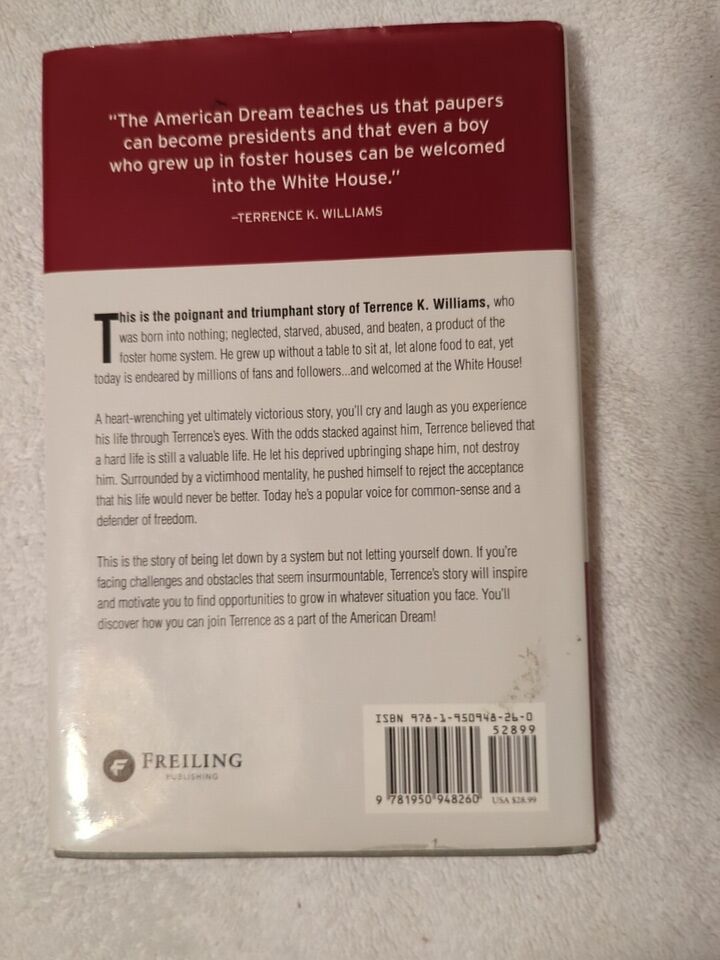 "The American Dream teaches us that paupers
can become presidents and that even a boy
who grew up in foster houses can be welcomed
into the White House."
–TERRENCE K. WILLIAMS
This is the poignant and triumphant story of Terrence K. Williams, who
was born into nothing; neglected, starved, abused, and beaten, a product of the
foster home system. He grew up without a table to sit at, let alone food to eat, yet
today is endeared by millions of fans and followers...and welcomed at the White House!
A heart-wrenching yet ultimately victorious story, you'll cry and laugh as you experience
his life through Terrence's eyes. With the odds stacked against him, Terrence believed that
a hard life is still a valuable life. He let his deprived upbringing shape him, not destroy
him. Surrounded by a victimhood mentality, he pushed himself to reject the acceptance
that his life would never be better. Today he's a popular voice for common-sense and a
defender of freedom.
This is the story of being let down by a system but not letting yourself down. If you're
facing challenges and obstacles that seem insurmountable, Terrence's story will inspire
and motivate you to find opportunities to grow in whatever situation you face. You'll
discover how you can join Terrence as a part of the American Dream!
ISBN 978-1-950948-26-0
52899
F FREILING
PUBLISHING
9 781950 948260
USA $28.99